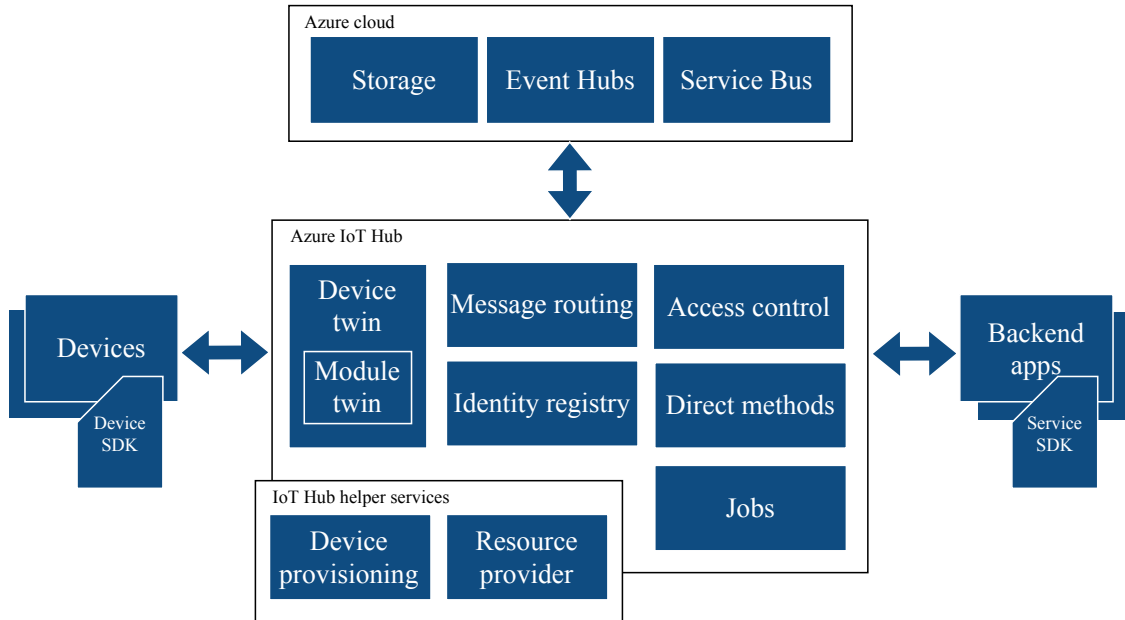 Azure cloud
Storage
Event Hubs
Service Bus
Azure IoT Hub
Device
twin
Module
twin
Message routing
Access control
Identity registry
Direct methods
Jobs
Devices
Device
SDK
Backend
apps
Service
SDK
IoT Hub helper services
Device
provisioning
Resource
provider